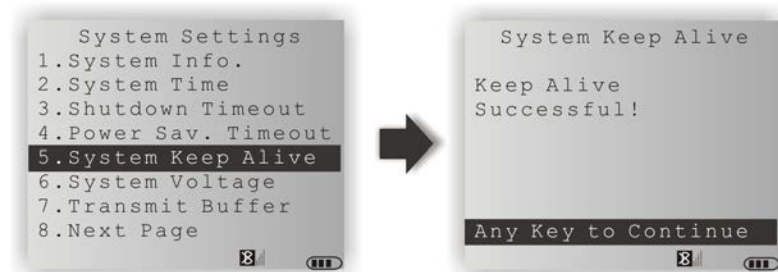 System Settings
1.System Info.
2.System Time
3.Shutdown Timeout
4.Power Sav. Timeout
5.System Keep Alive
6.System Voltage
7.Transmit Buffer
8.Next Page
System Keep Alive
Keep Alive
Successful!
Any Key to Continue